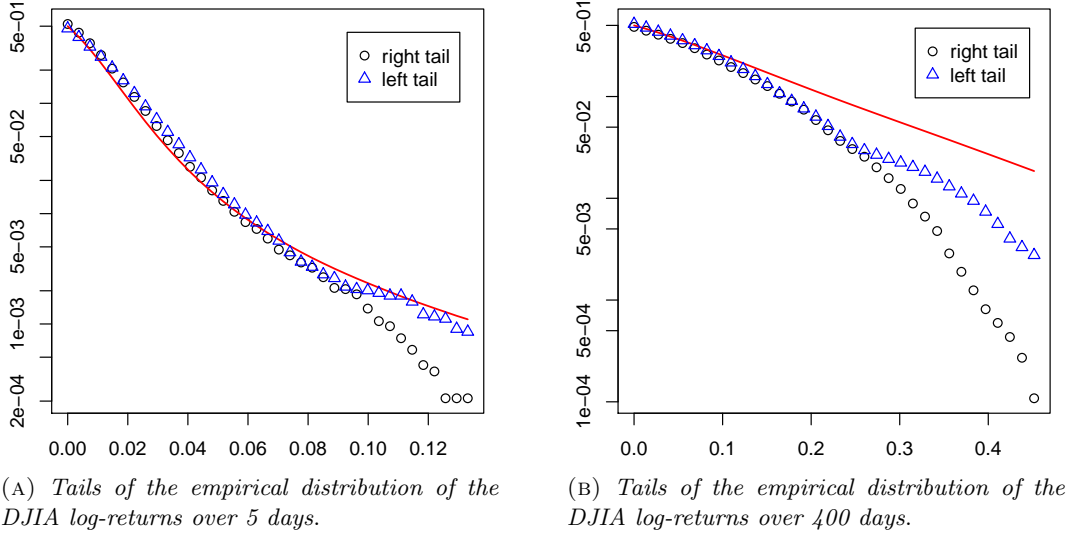 5e−01
5e−02
5e−03
1e−03
2e−04
right tail
left tail
0.00 0.02 0.04 0.06 0.08 0.10 0.12
(A) Tails of the empirical distribution of the
DJIA log-returns over 5 days.
5e−01
5e−02
5e−03
5e−04
1e−04
right tail
left tail
0.0 0.1 0.2 0.3 0.4
(B) Tails of the empirical distribution of the
DJIA log-returns over 400 days.